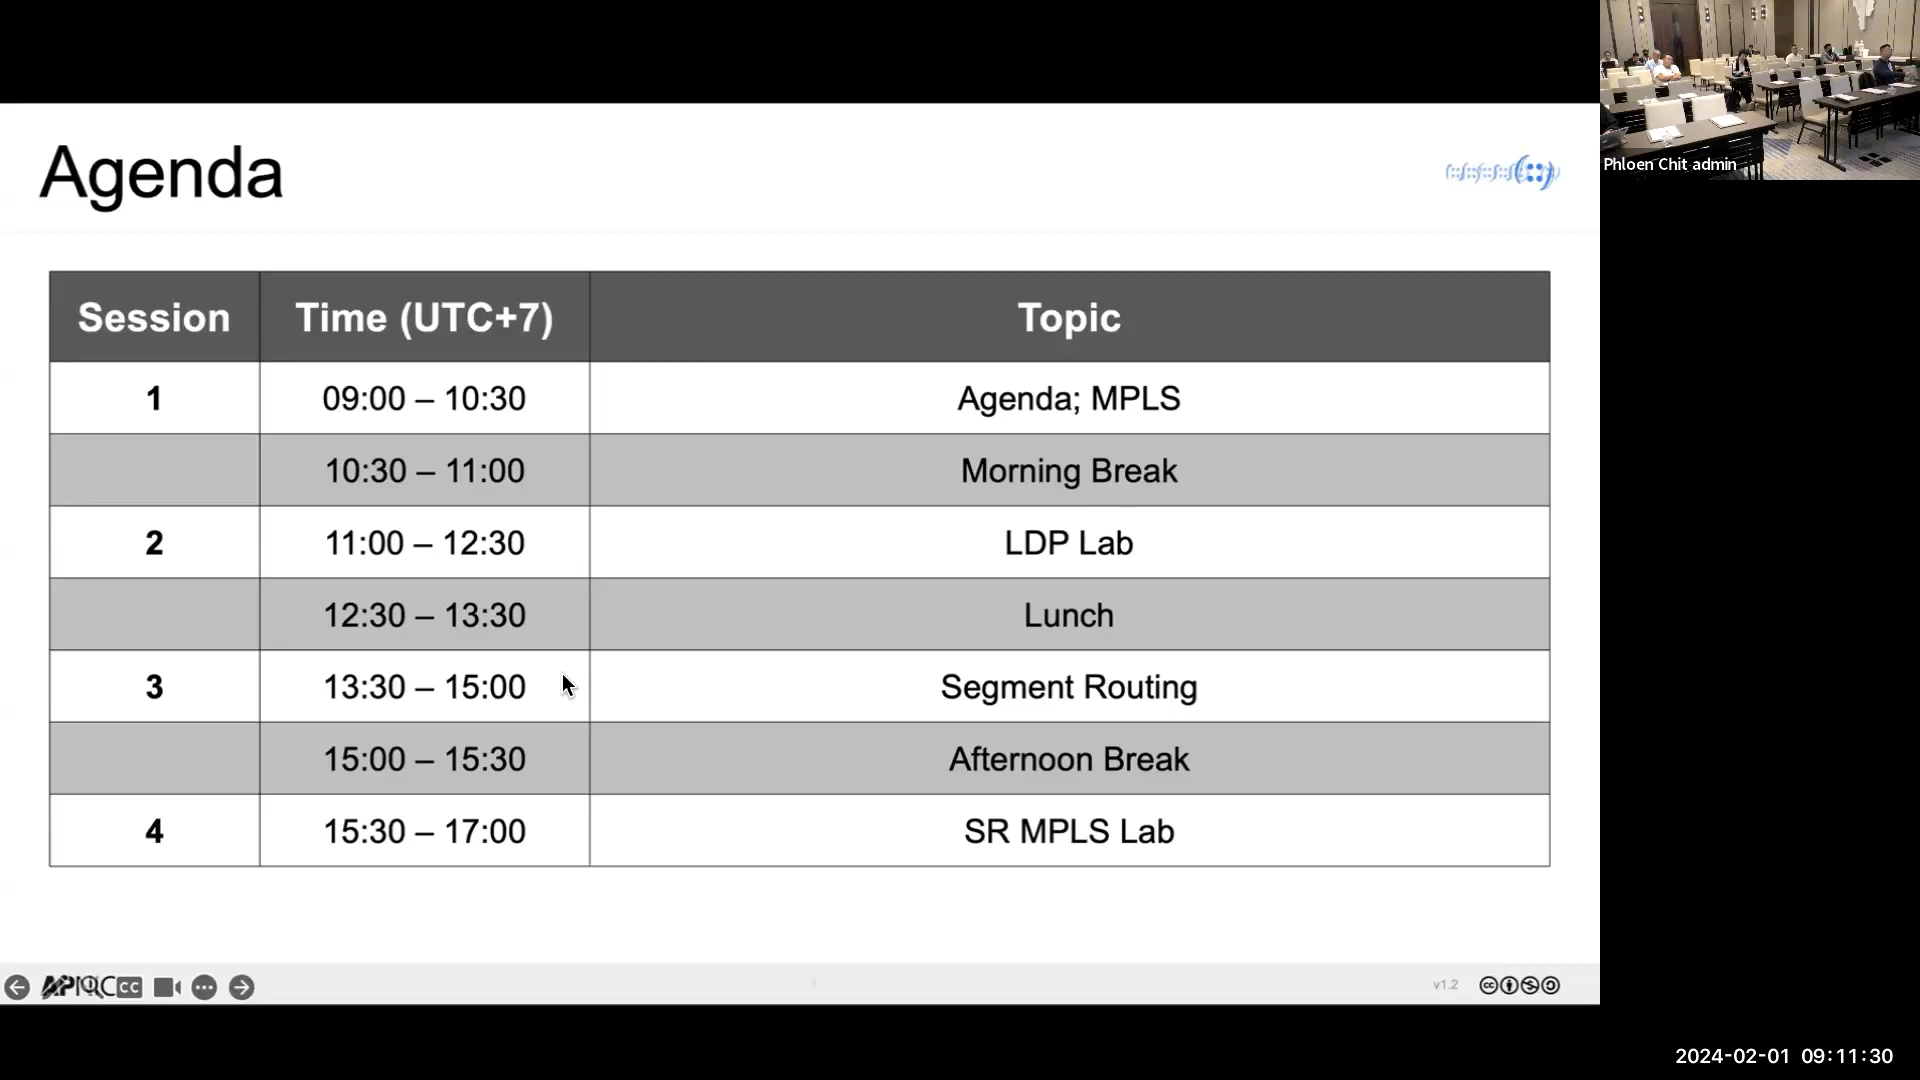 Agenda
Phloen Chit admin
Session Time (UTC+7) Topic
1 09:00 – 10:30 Agenda; MPLS
10:30 – 11:00 Morning Break
2 11:00 – 12:30 LDP Lab
12:30 – 13:30 Lunch
3 13:30 – 15:00 Segment Routing
15:00 – 15:30 Afternoon Break
4 15:30 – 17:00 SR MPLS Lab
APNIC CC v1.2
2024-02-01 09:11:30